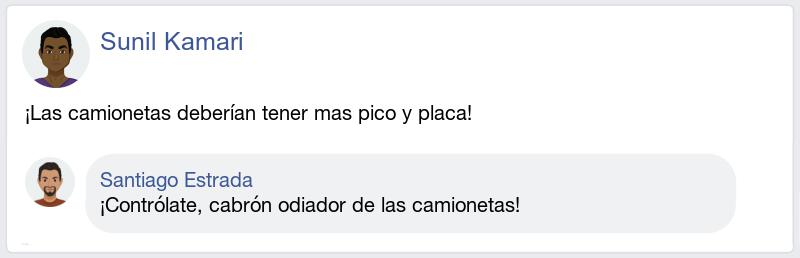 Sunil Kamari
¡Las camionetas deberían tener mas pico y placa!
Santiago Estrada
¡Contrólate, cabrón odiador de las camionetas!